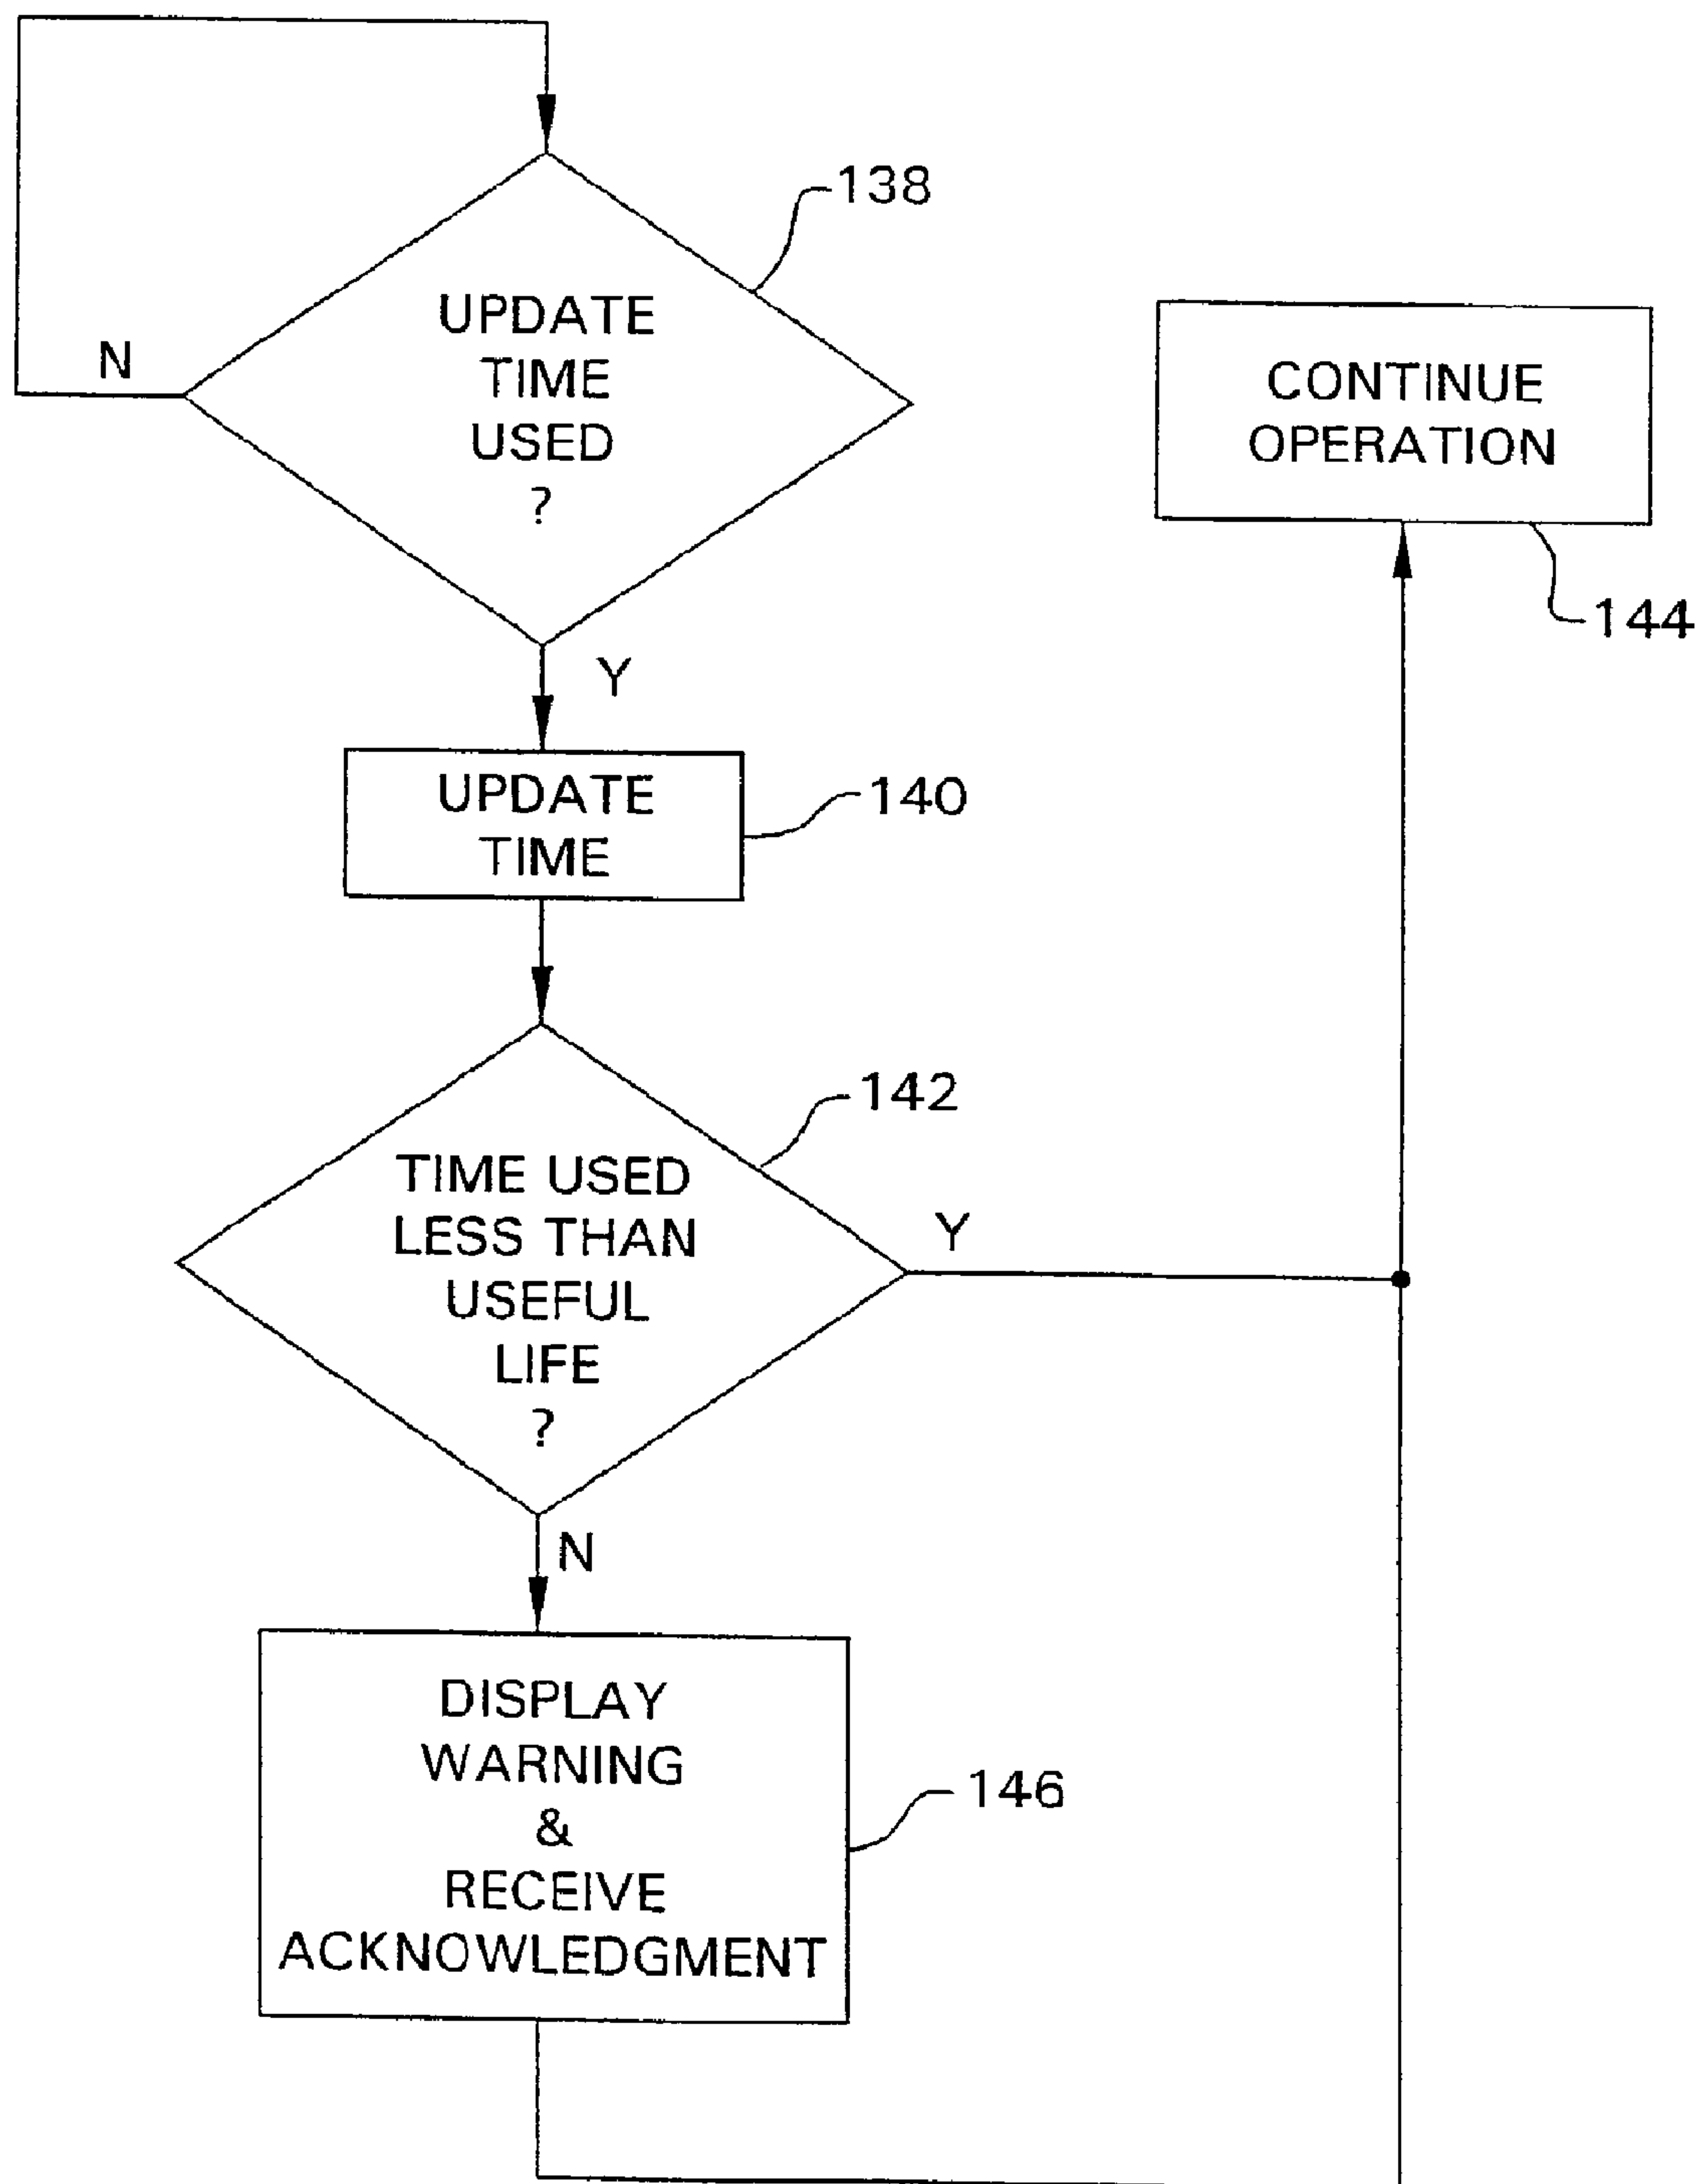 138
UPDATE
TIME
USED
?
N
Y
CONTINUE
OPERATION
144
UPDATE
TIME
140
142
TIME USED
LESS THAN
USEFUL
LIFE
?
Y
N
DISPLAY
WARNING
&
RECEIVE
ACKNOWLEDGMENT
146